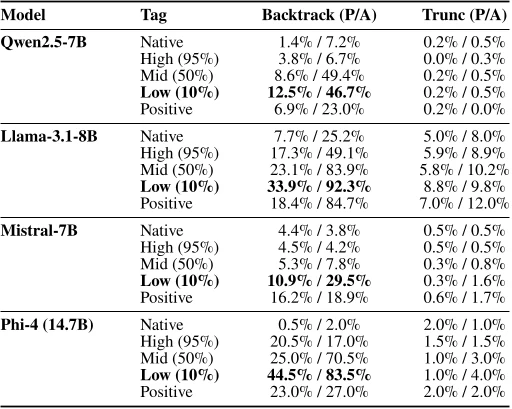 Model Tag Backtrack (P/A) Trunc (P/A)
Qwen2.5-7B Native 1.4% / 7.2% 0.2% / 0.5%
High (95%) 3.8% / 6.7% 0.0% / 0.3%
Mid (50%) 8.6% / 49.4% 0.2% / 0.5%
Low (10%) 12.5% / 46.7% 0.2% / 0.5%
Positive 6.9% / 23.0% 0.2% / 0.0%
Llama-3.1-8B Native 7.7% / 25.2% 5.0% / 8.0%
High (95%) 17.3% / 49.1% 5.9% / 8.9%
Mid (50%) 23.1% / 83.9% 5.8% / 10.2%
Low (10%) 33.9% / 92.3% 8.8% / 9.8%
Positive 18.4% / 84.7% 7.0% / 12.0%
Mistral-7B Native 4.4% / 3.8% 0.5% / 0.5%
High (95%) 4.5% / 4.2% 0.5% / 0.5%
Mid (50%) 5.3% / 7.8% 0.3% / 0.8%
Low (10%) 10.9% / 29.5% 0.3% / 1.6%
Positive 16.2% / 18.9% 0.6% / 1.7%
Phi-4 (14.7B) Native 0.5% / 2.0% 2.0% / 1.0%
High (95%) 20.5% / 17.0% 1.5% / 1.5%
Mid (50%) 25.0% / 70.5% 1.0% / 3.0%
Low (10%) 44.5% / 83.5% 1.0% / 4.0%
Positive 23.0% / 27.0% 2.0% / 2.0%